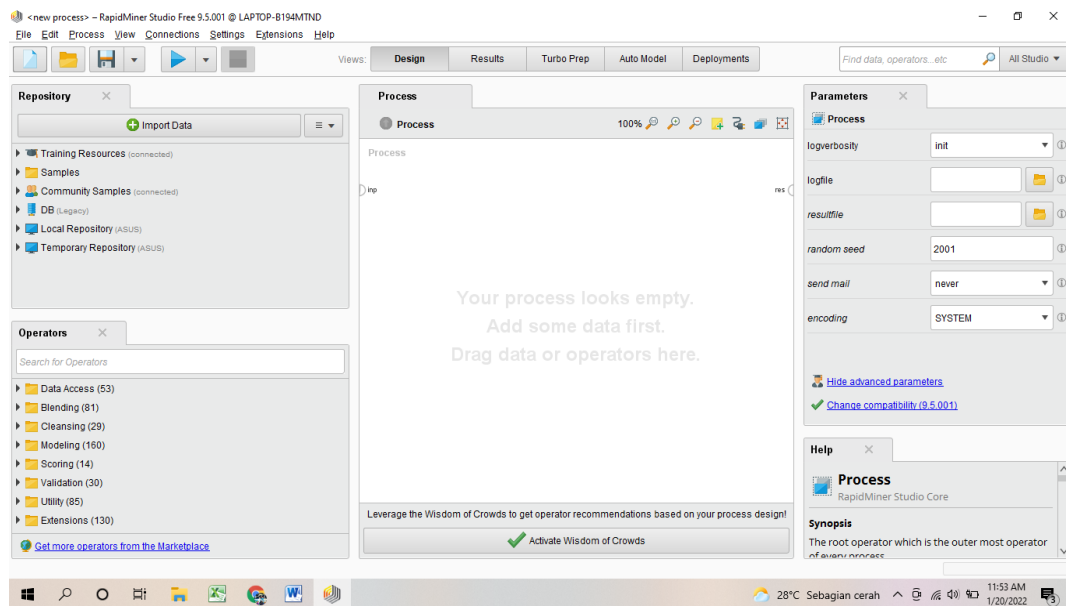 <new process> – RapidMiner Studio Free 9.5.001 @ LAPTOP-B194MTND
File Edit Process View Connections Settings Extensions Help
Views: Design Results Turbo Prep Auto Model Deployments
Find data, operators...etc
All Studio
Repository
Import Data
Training Resources (connected)
Samples
Community Samples (connected)
DB (Legacy)
Local Repository (ASUS)
Temporary Repository (ASUS)
Operators
Search for Operators
Data Access (53)
Blending (81)
Cleansing (29)
Modeling (160)
Scoring (14)
Validation (30)
Utility (85)
Extensions (130)
Get more operators from the Marketplace
Process
Process
100%
Process
inp
res
Your process looks empty.
Add some data first.
Drag data or operators here.
Leverage the Wisdom of Crowds to get operator recommendations based on your process design!
Activate Wisdom of Crowds
Parameters
Process
logverbosity init
logfile
resultfile
random seed 2001
send mail never
encoding SYSTEM
Hide advanced parameters
Change compatibility (9.5.001)
Help
Process
RapidMiner Studio Core
Synopsis
The root operator which is the outer most operator
of every process
28°C Sebagian cerah
11:53 AM
1/20/2022
3